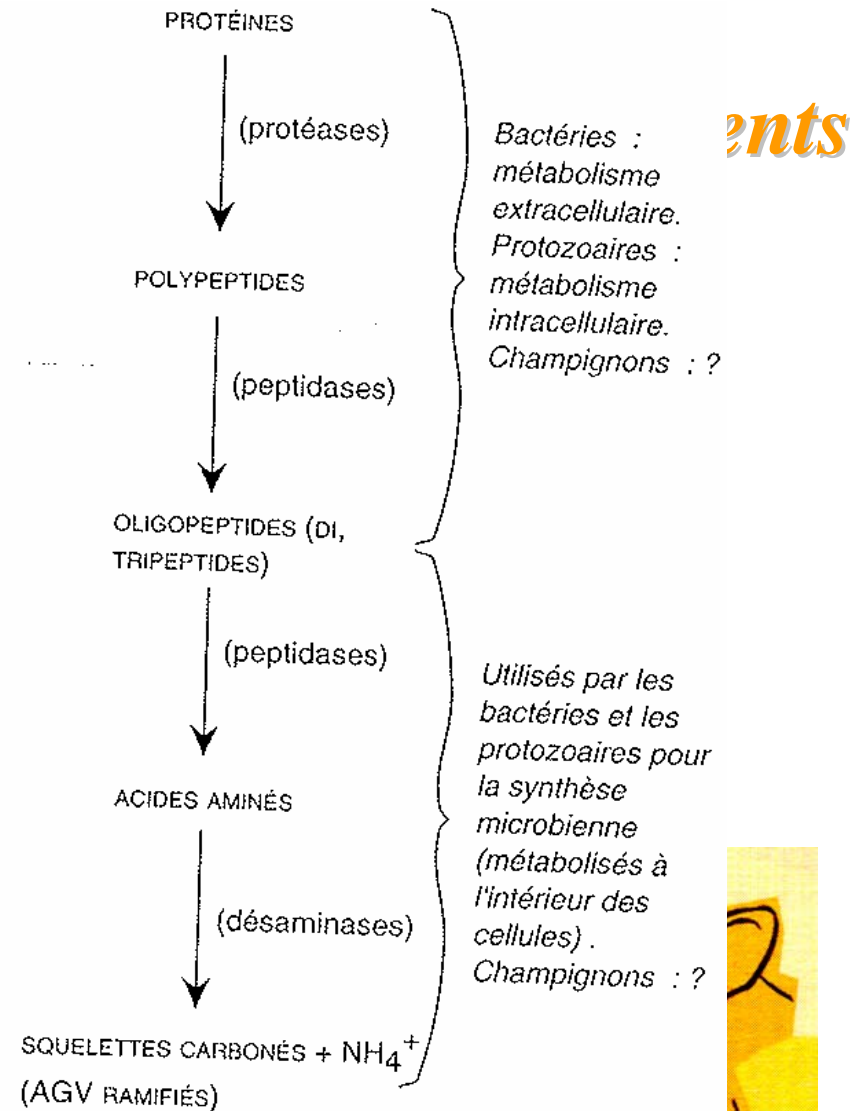 PROTÉINES
(protéases)
POLYPEPTIDES
(peptidases)
OLIGOPEPTIDES (DI,
TRIPEPTIDES)
(peptidases)
ACIDES AMINÉS
(désaminases)
SQUELETTES CARBONÉS + NH4+
(AGV RAMIFIÉS)
Bactéries :
métabolisme
extracellulaire.
Protozoaires :
métabolisme
intracellulaire.
Champignons : ?
Utilisés par les
bactéries et les
protozoaires pour
la synthèse
microbienne
(métabolisés à
l'intérieur des
cellules) .
Champignons : ?
ents